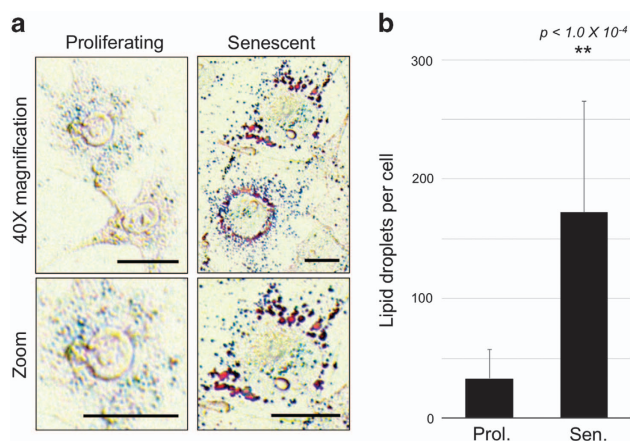 a
Proliferating
Senescent
40X magnification
Zoom
b
p < 1.0 X 10-4
**
Lipid droplets per cell
300
200
100
0
Prol.
Sen.